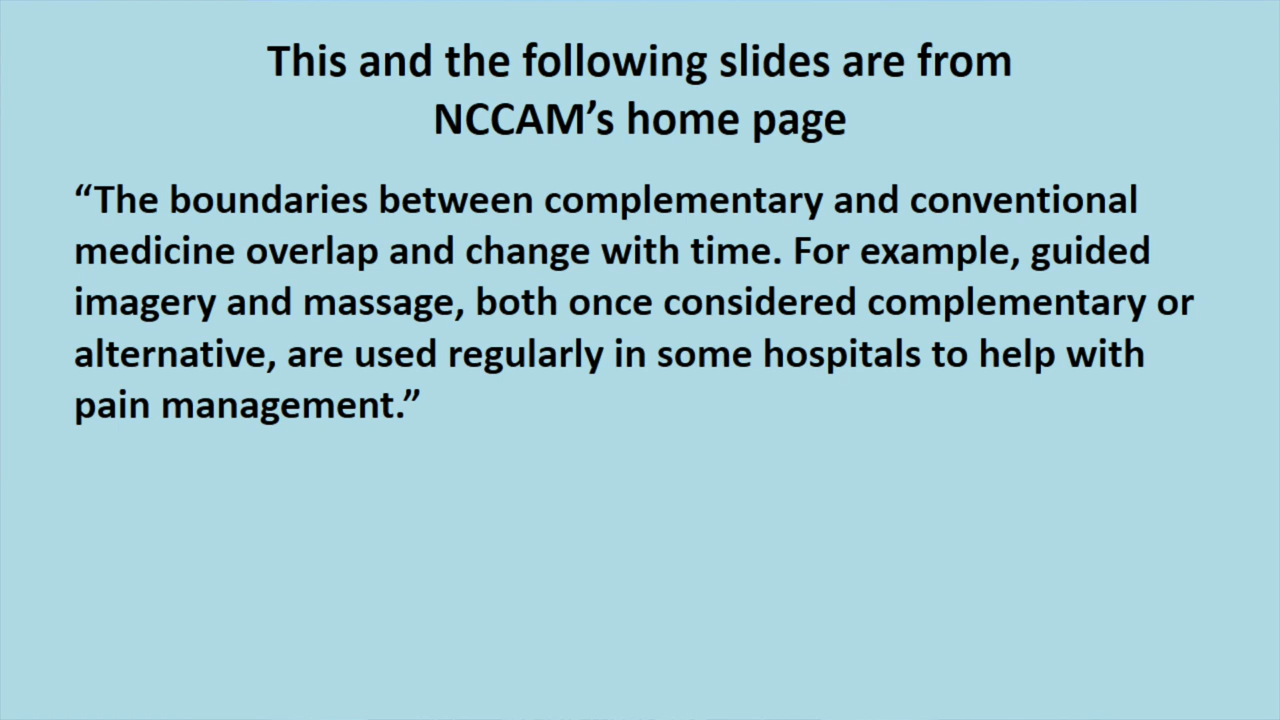 This and the following slides are from
NCCAM’s home page
“The boundaries between complementary and conventional
medicine overlap and change with time. For example, guided
imagery and massage, both once considered complementary or
alternative, are used regularly in some hospitals to help with
pain management.”